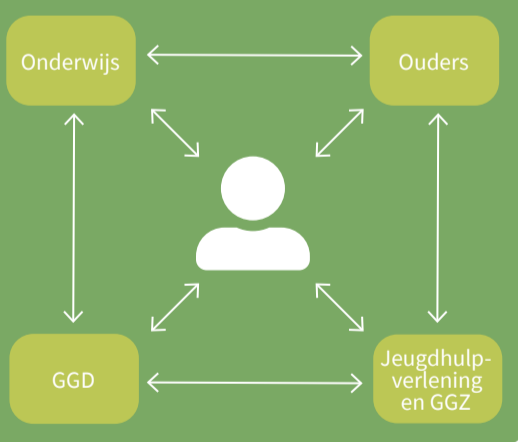 Onderwijs
Ouders
GGD
Jeugdhulp-
verlening
en GGZ